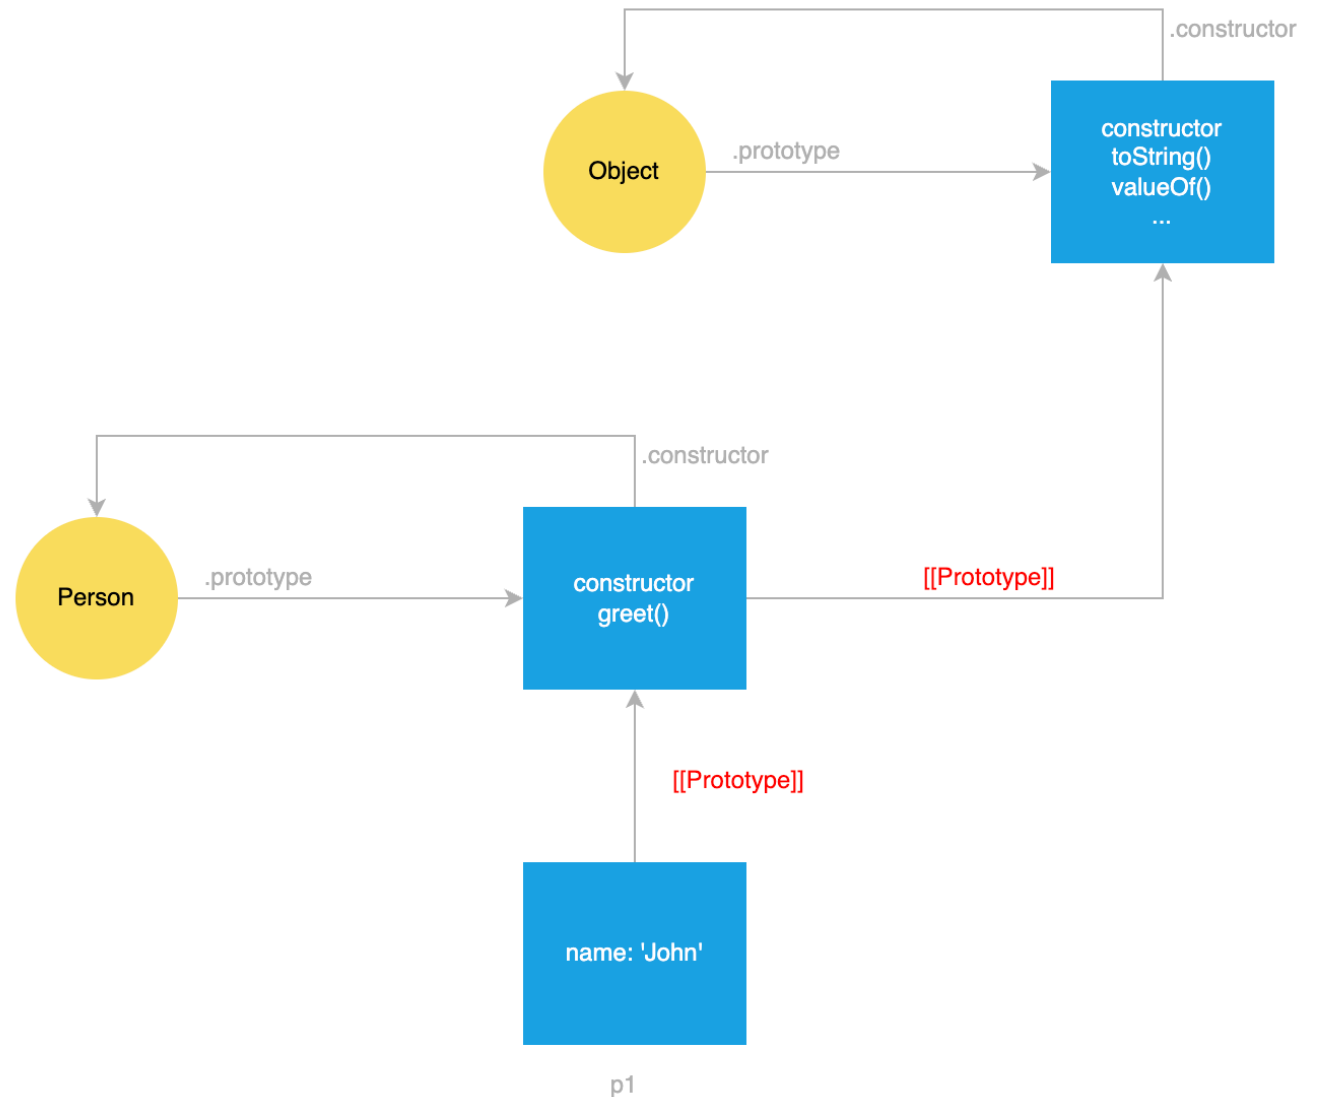 .constructor
Object
.prototype
constructor
toString()
valueOf()
...
.constructor
Person
.prototype
constructor
greet()
[[Prototype]]
[[Prototype]]
name: 'John'
p1